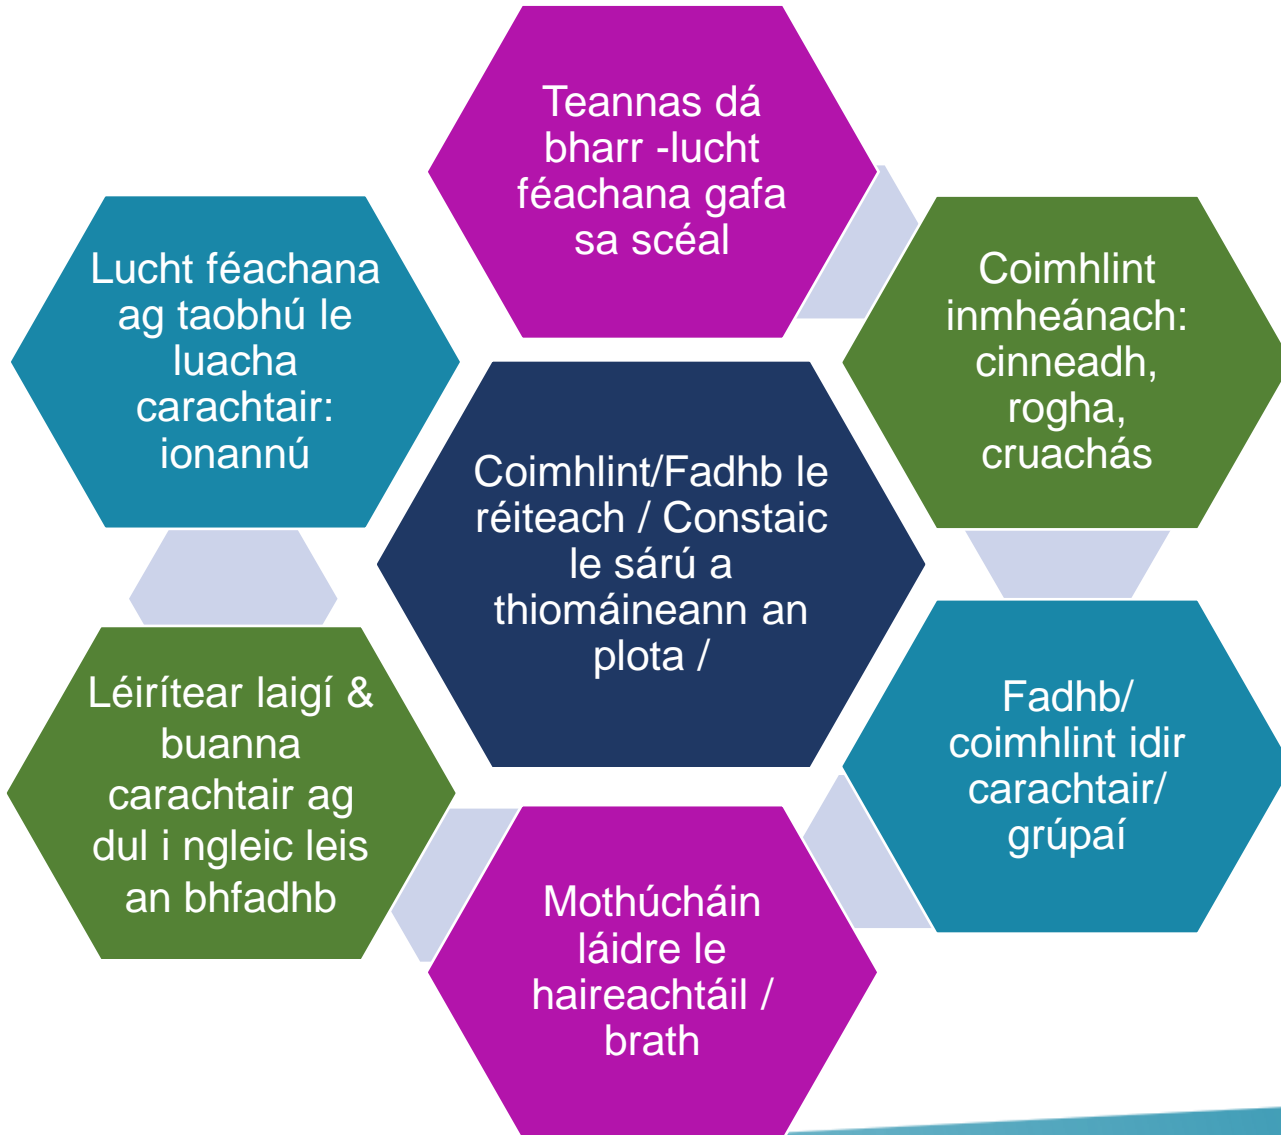 Teannas dá
bharr -lucht
féachana gafa
sa scéal
Coimhlint
inmheánach:
cinneadh,
rogha,
cruachás
Fadhb/
coimhlint idir
carachtair/
grúpaí
Mothúcháin
láidre le
haireachtáil /
brath
Léirítear laigí &
buanna
carachtair ag
dul i ngleic leis
an bhfadhb
Lucht féachana
ag taobhú le
luacha
carachtair:
ionannú
Coimhlint/Fadhb le
réiteach / Constaic
le sárú a
thiomáineann an
plota /